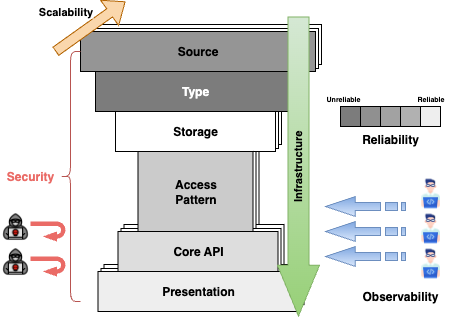 Scalability
Source
Type
Storage
Access
Pattern
Core API
Presentation
Security
Infrastructure
Unreliable
Reliable
Reliability
Observability